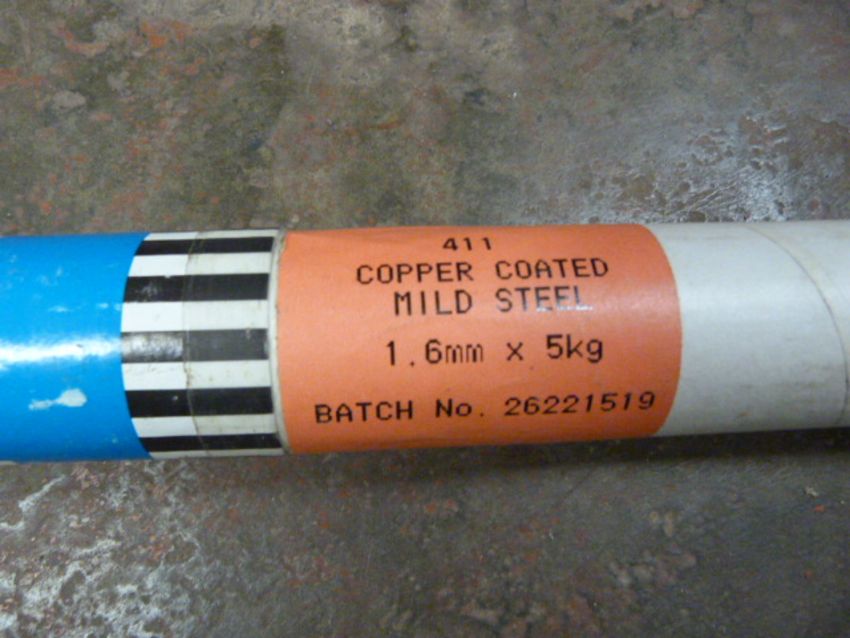 411
COPPER COATED
MILD STEEL
1.6mm x 5kg
BATCH No. 26221519